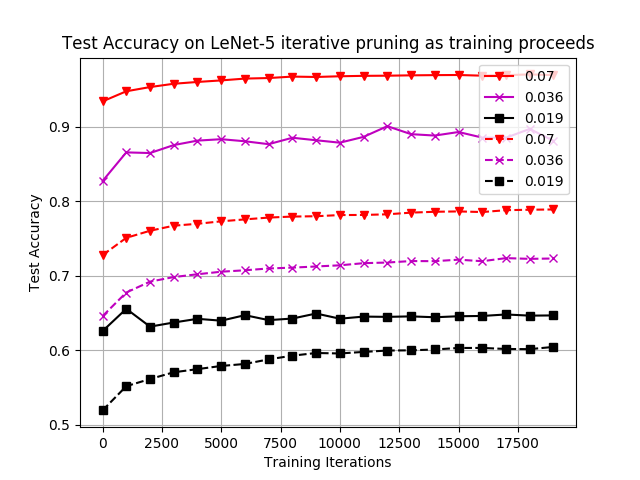 Test Accuracy on LeNet-5 iterative pruning as training proceeds
0.07
0.036
0.019
0.07
0.036
0.019
0.9
0.8
0.7
0.6
0.5
Test Accuracy
0 2500 5000 7500 10000 12500 15000 17500
Training Iterations